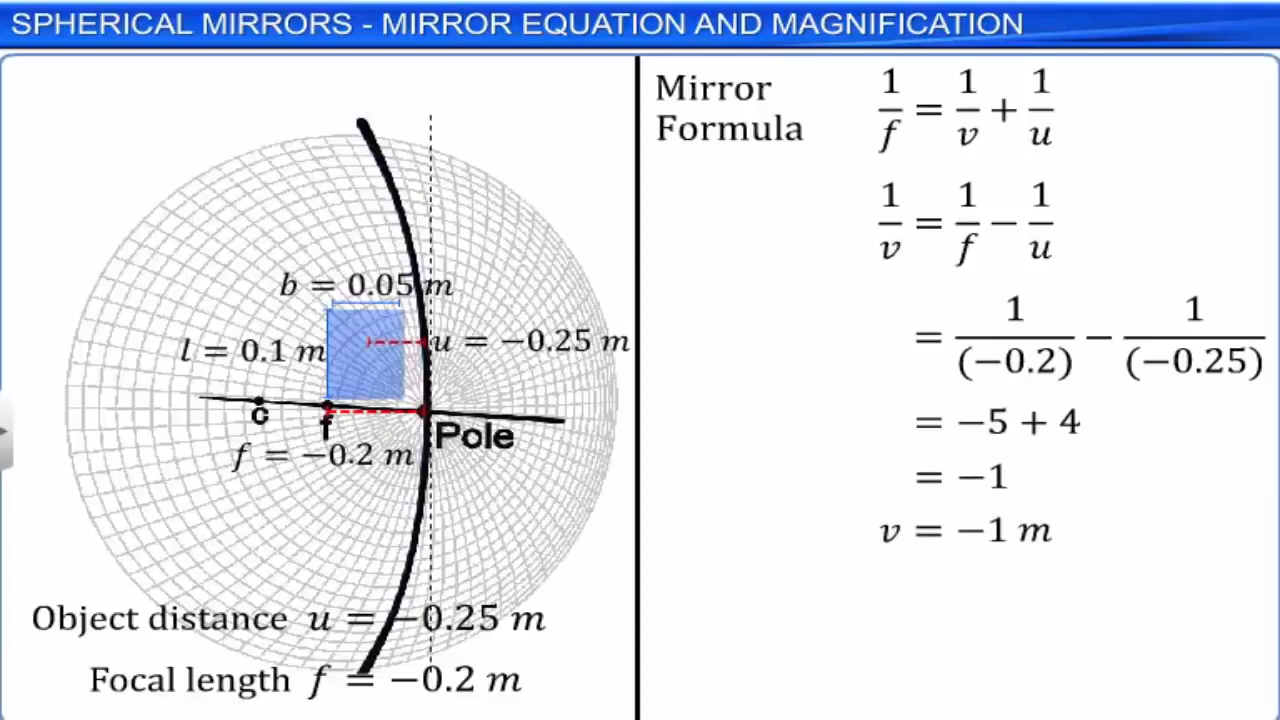 SPHERICAL MIRRORS - MIRROR EQUATION AND MAGNIFICATION
b = 0.05 m
l = 0.1 m
u = −0.25 m
c
f
Pole
f = −0.2 m
Object distance u = −0.25 m
Focal length f = −0.2 m
Mirror Formula
1/f = 1/v + 1/u
1/v = 1/f − 1/u
= 1/(−0.2) − 1/(−0.25)
= −5 + 4
= −1
v = −1 m